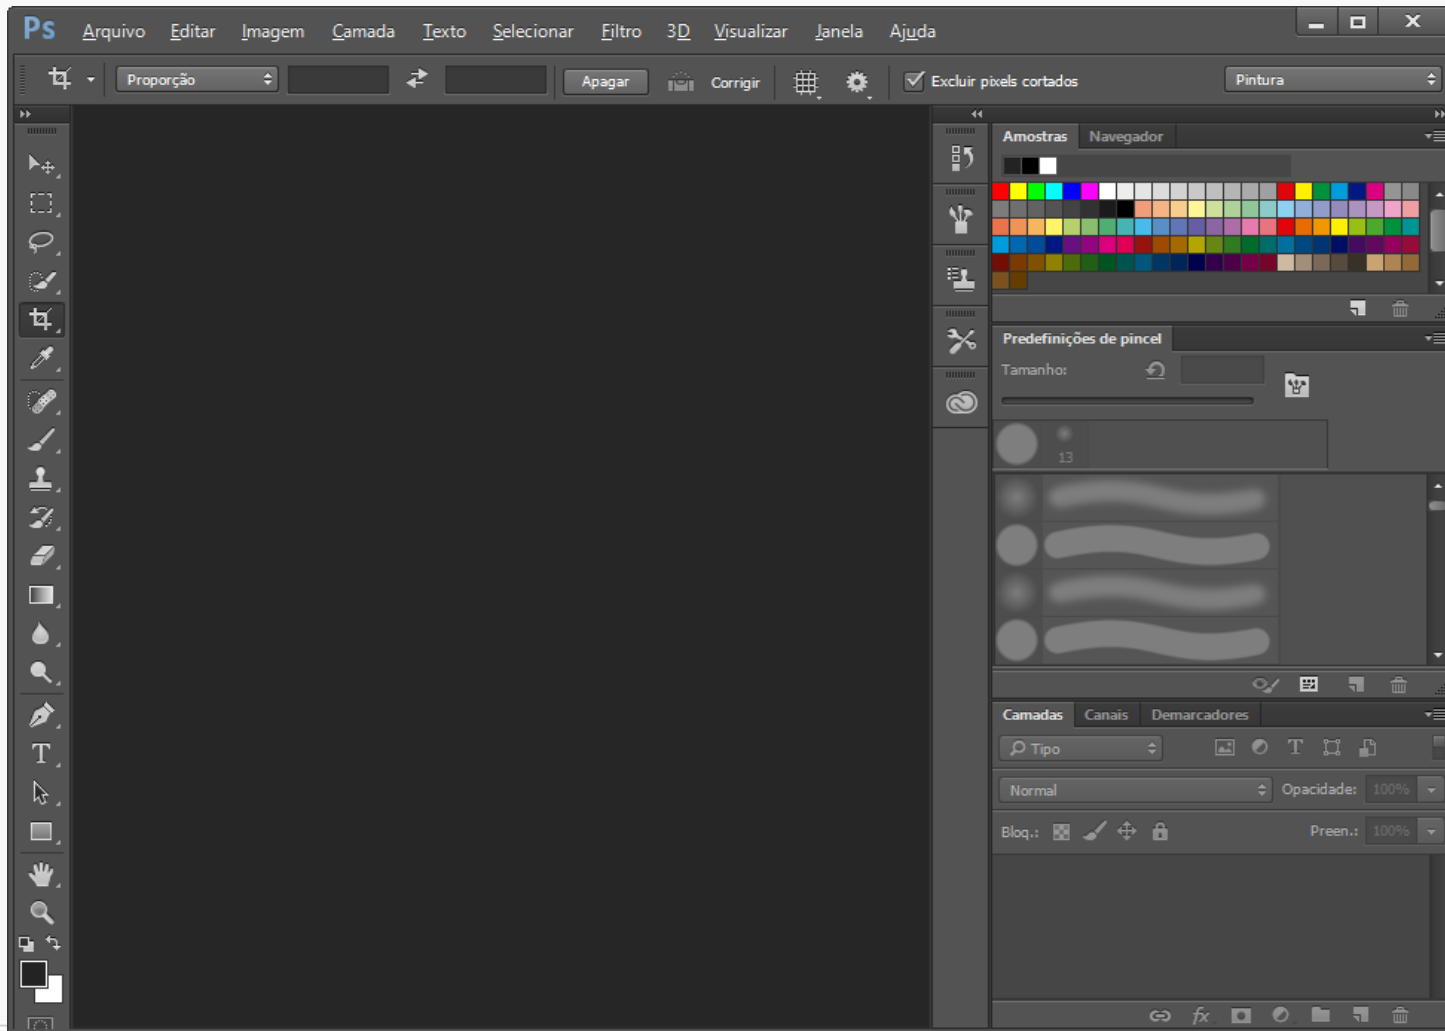 Ps Arquivo Editar Imagem Camada Texto Selecionar Filtro 3D Visualizar Janela Ajuda
Proporção Apagar Corrigir Excluir pixels cortados Pintura
Amostras Navegador
Predefinições de pincel
Tamanho:
13
Camadas Canais Demarcadores
Tipo T
Normal Opacidade: 100%
Bloq.: Preen.: 100%
fx